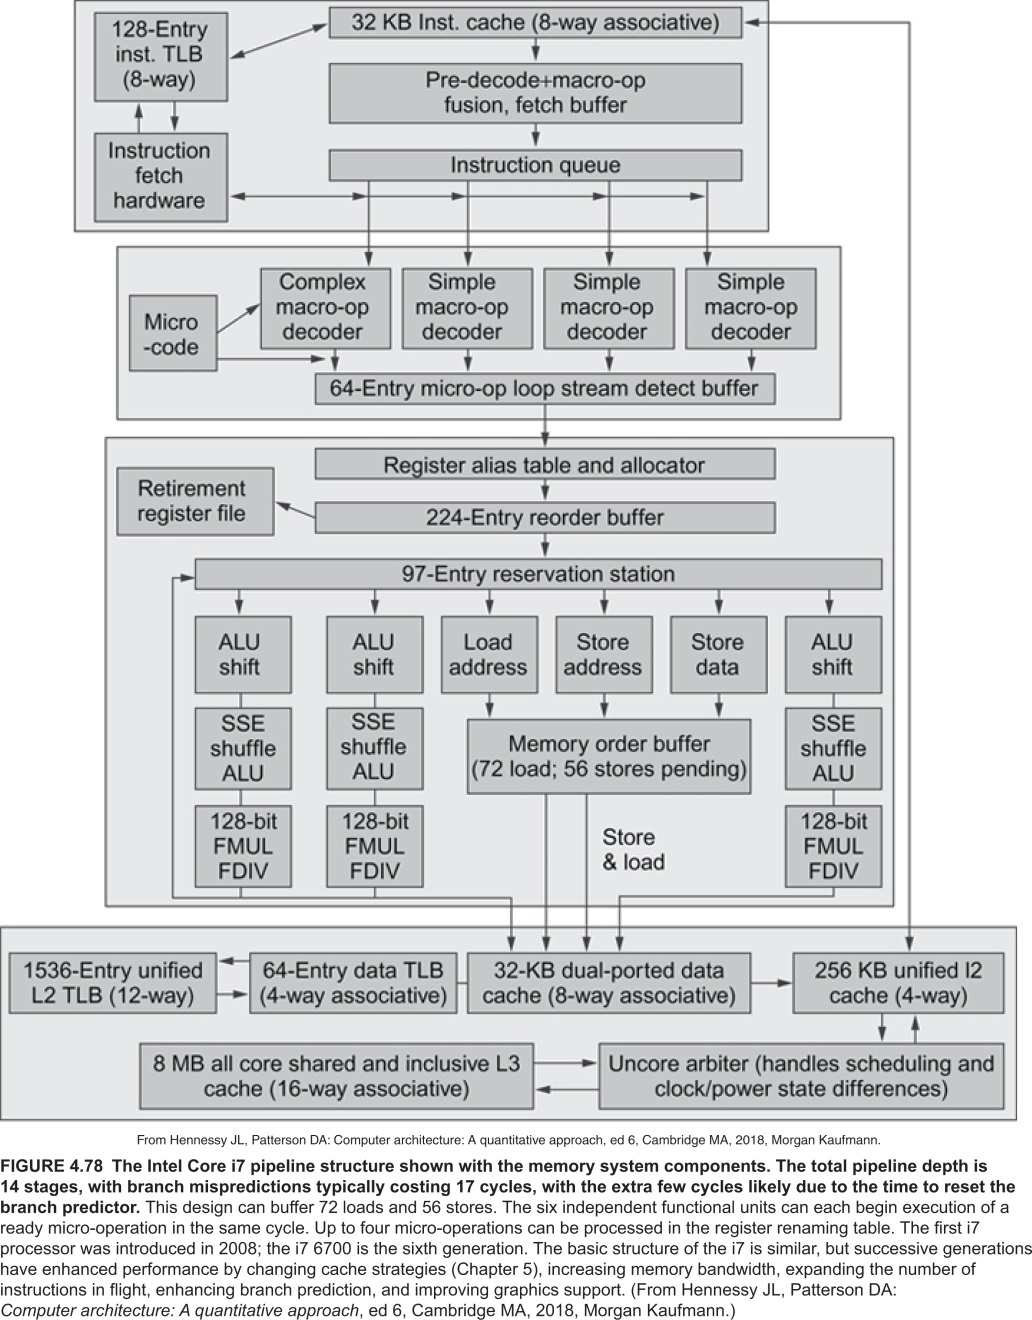 128-Entry
inst. TLB
(8-way)
32 KB Inst. cache (8-way associative)
Pre-decode+macro-op
fusion, fetch buffer
Instruction
fetch
hardware
Instruction queue
Micro
-code
Complex
macro-op
decoder
Simple
macro-op
decoder
Simple
macro-op
decoder
Simple
macro-op
decoder
64-Entry micro-op loop stream detect buffer
Register alias table and allocator
Retirement
register file
224-Entry reorder buffer
97-Entry reservation station
ALU
shift
ALU
shift
Load
address
Store
address
Store
data
ALU
shift
SSE
shuffle
ALU
SSE
shuffle
ALU
Memory order buffer
(72 load; 56 stores pending)
SSE
shuffle
ALU
128-bit
FMUL
FDIV
128-bit
FMUL
FDIV
Store
& load
128-bit
FMUL
FDIV
1536-Entry unified
L2 TLB (12-way)
64-Entry data TLB
(4-way associative)
32-KB dual-ported data
cache (8-way associative)
256 KB unified l2
cache (4-way)
8 MB all core shared and inclusive L3
cache (16-way associative)
Uncore arbiter (handles scheduling and
clock/power state differences)
From Hennessy JL, Patterson DA: Computer architecture: A quantitative approach, ed 6, Cambridge MA, 2018, Morgan Kaufmann.
FIGURE 4.78 The Intel Core i7 pipeline structure shown with the memory system components. The total pipeline depth is
14 stages, with branch mispredictions typically costing 17 cycles, with the extra few cycles likely due to the time to reset the
branch predictor. This design can buffer 72 loads and 56 stores. The six independent functional units can each begin execution of a
ready micro-operation in the same cycle. Up to four micro-operations can be processed in the register renaming table. The first i7
processor was introduced in 2008; the i7 6700 is the sixth generation. The basic structure of the i7 is similar, but successive generations
have enhanced performance by changing cache strategies (Chapter 5), increasing memory bandwidth, expanding the number of
instructions in flight, enhancing branch prediction, and improving graphics support. (From Hennessy JL, Patterson DA:
Computer architecture: A quantitative approach, ed 6, Cambridge MA, 2018, Morgan Kaufmann.)